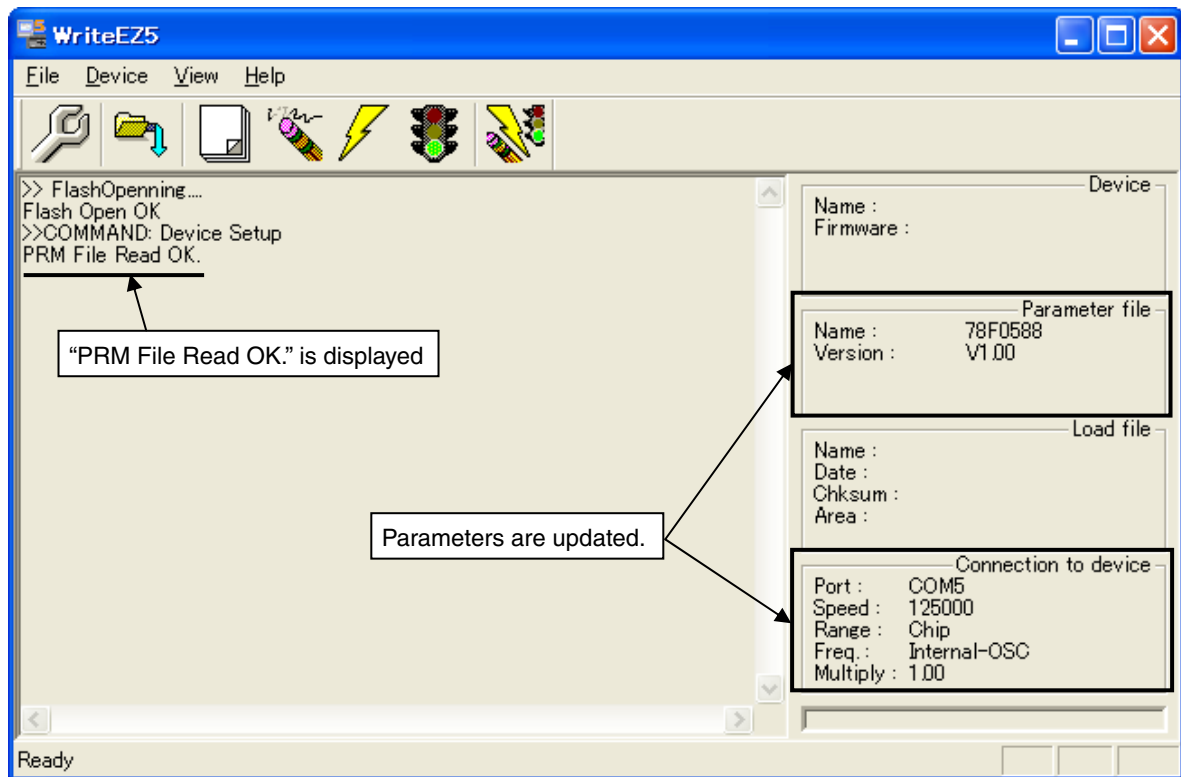 WriteEZ5
File Device View Help
>> FlashOpenning....
Flash Open OK
>>COMMAND: Device Setup
PRM File Read OK.
“PRM File Read OK.” is displayed
Parameters are updated.
Device
Name :
Firmware :
Parameter file
Name : 78F0588
Version : V1.00
Load file
Name :
Date :
Chksum :
Area :
Connection to device
Port : COM5
Speed : 125000
Range : Chip
Freq. : Internal-OSC
Multiply : 1.00
Ready